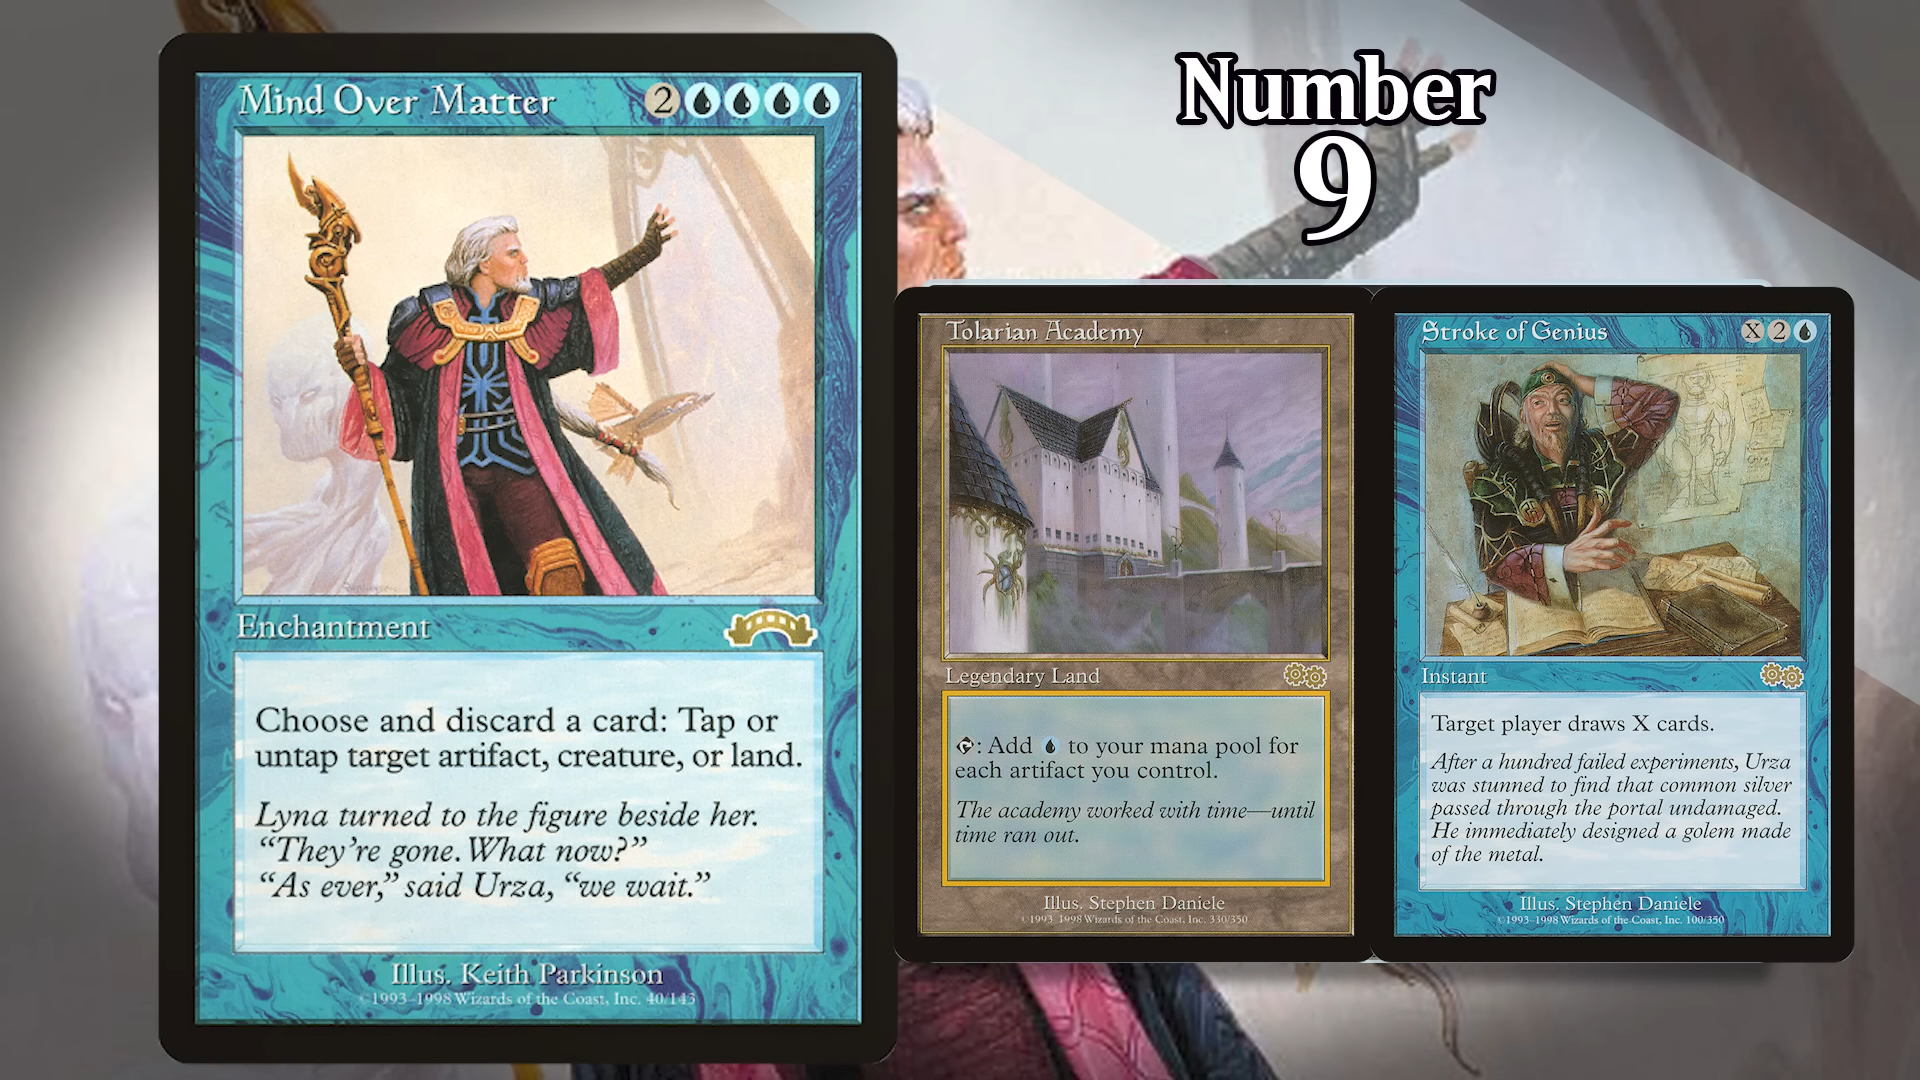 Number
9
Mind Over Matter 2
Enchantment
Choose and discard a card: Tap or
untap target artifact, creature, or land.
Lyna turned to the figure beside her.
“They’re gone. What now?”
“As ever,” said Urza, “we wait.”
Illus. Keith Parkinson
©1993–1998 Wizards of the Coast, Inc. 40/143
Tolarian Academy
Legendary Land
: Add to your mana pool for
each artifact you control.
The academy worked with time—until
time ran out.
Illus. Stephen Daniele
©1993–1998 Wizards of the Coast, Inc. 330/350
Stroke of Genius X 2
Instant
Target player draws X cards.
After a hundred failed experiments, Urza
was stunned to find that common silver
passed through the portal undamaged.
He immediately designed a golem made
of the metal.
Illus. Stephen Daniele
©1993–1998 Wizards of the Coast, Inc. 100/350